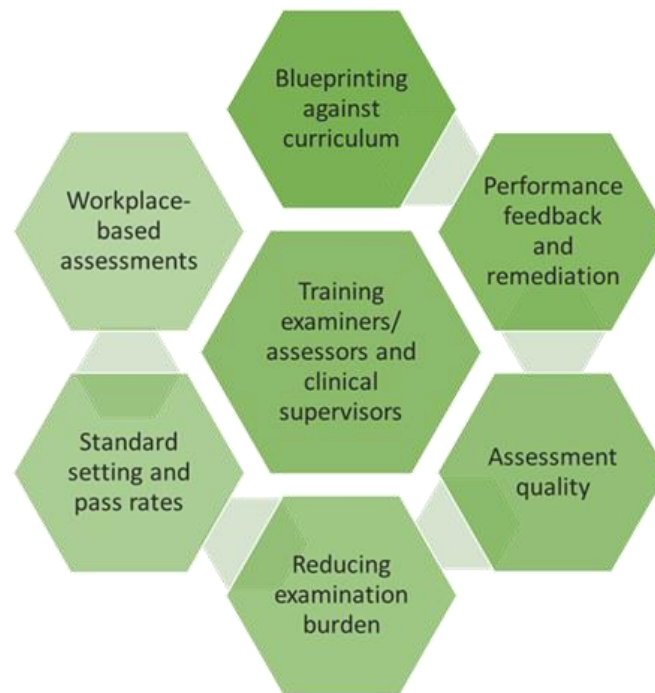 Blueprinting
against
curriculum
Performance
feedback
and
remediation
Workplace-
based
assessments
Training
examiners/
assessors and
clinical
supervisors
Standard
setting and
pass rates
Assessment
quality
Reducing
examination
burden